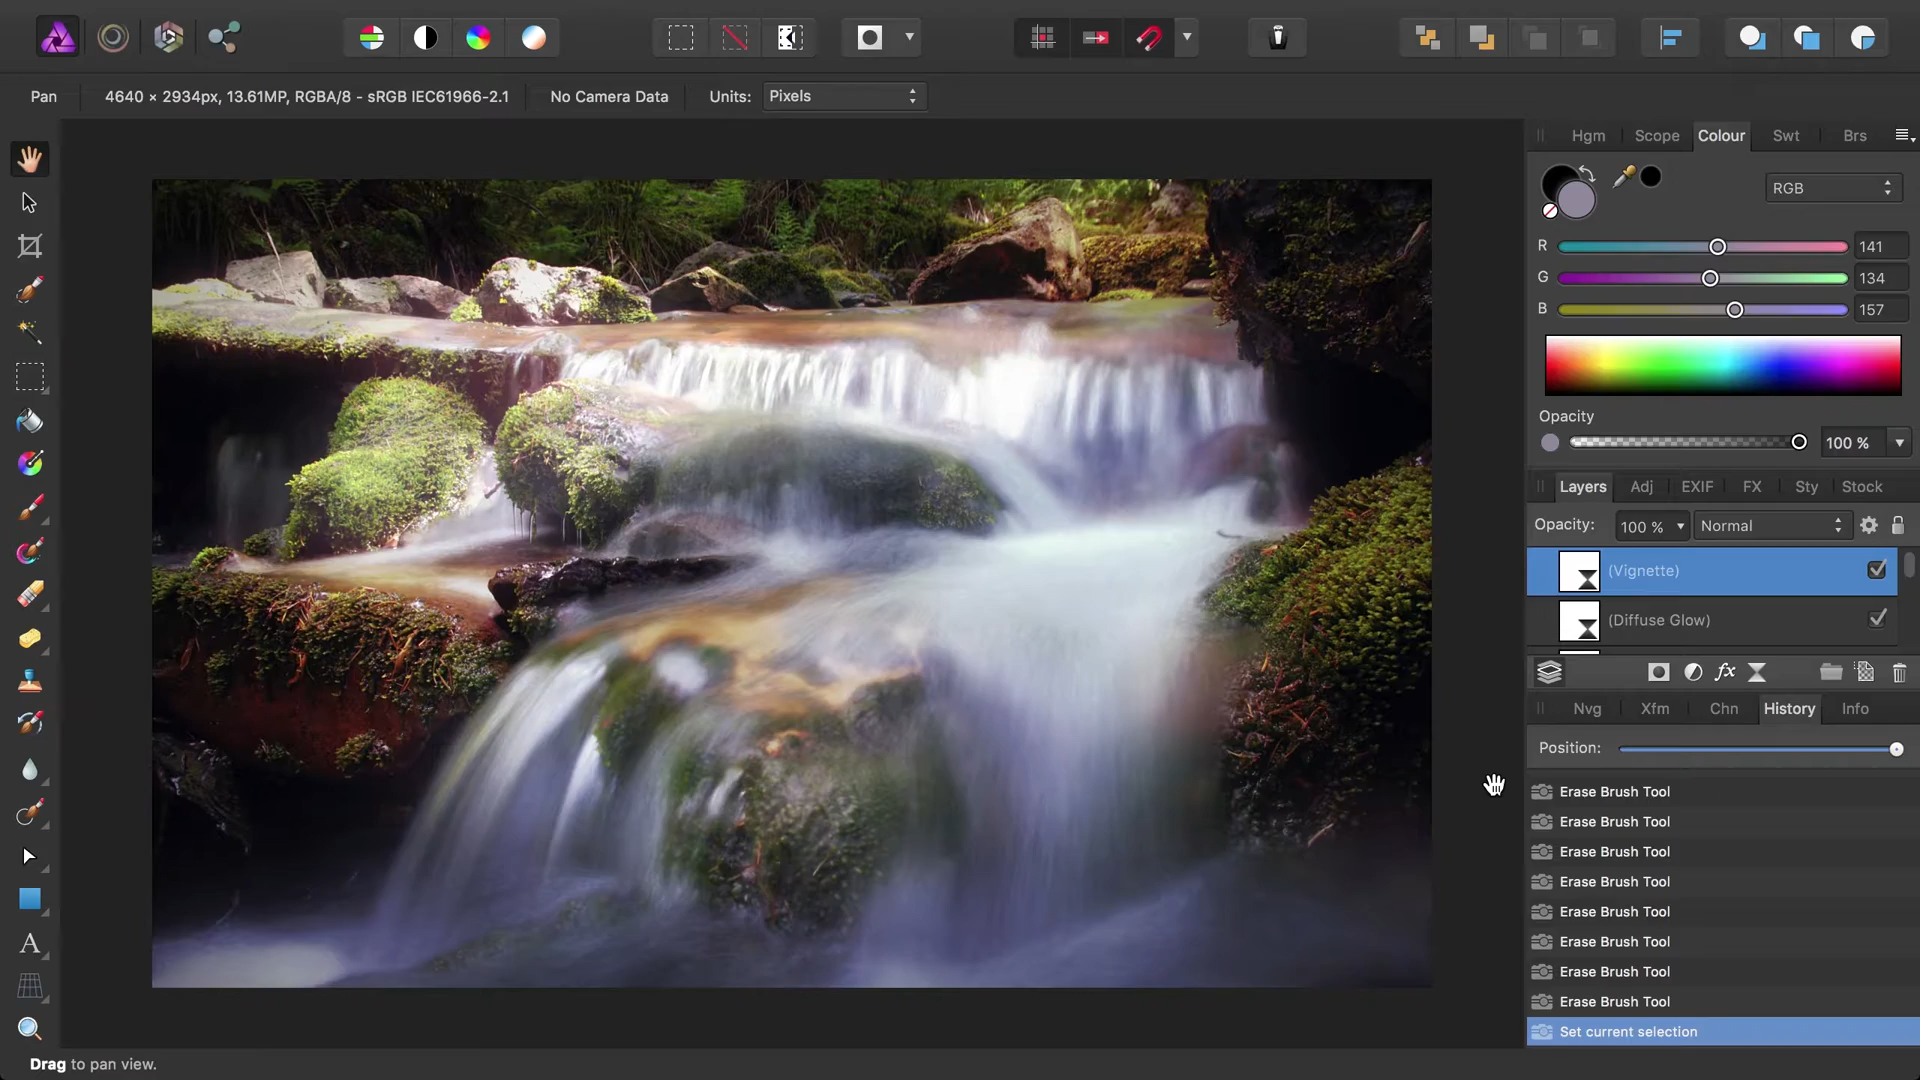 Pan
4640 × 2934px, 13.61MP, RGBA/8 - sRGB IEC61966-2.1
No Camera Data
Units:
Pixels
Hgm
Scope
Colour
Swt
Brs
RGB
R
141
G
134
B
157
Opacity
100 %
Layers
Adj
EXIF
FX
Sty
Stock
Opacity:
100 %
Normal
(Vignette)
(Diffuse Glow)
fx
Nvg
Xfm
Chn
History
Info
Position:
Erase Brush Tool
Erase Brush Tool
Erase Brush Tool
Erase Brush Tool
Erase Brush Tool
Erase Brush Tool
Erase Brush Tool
Erase Brush Tool
Set current selection
A
Drag to pan view.